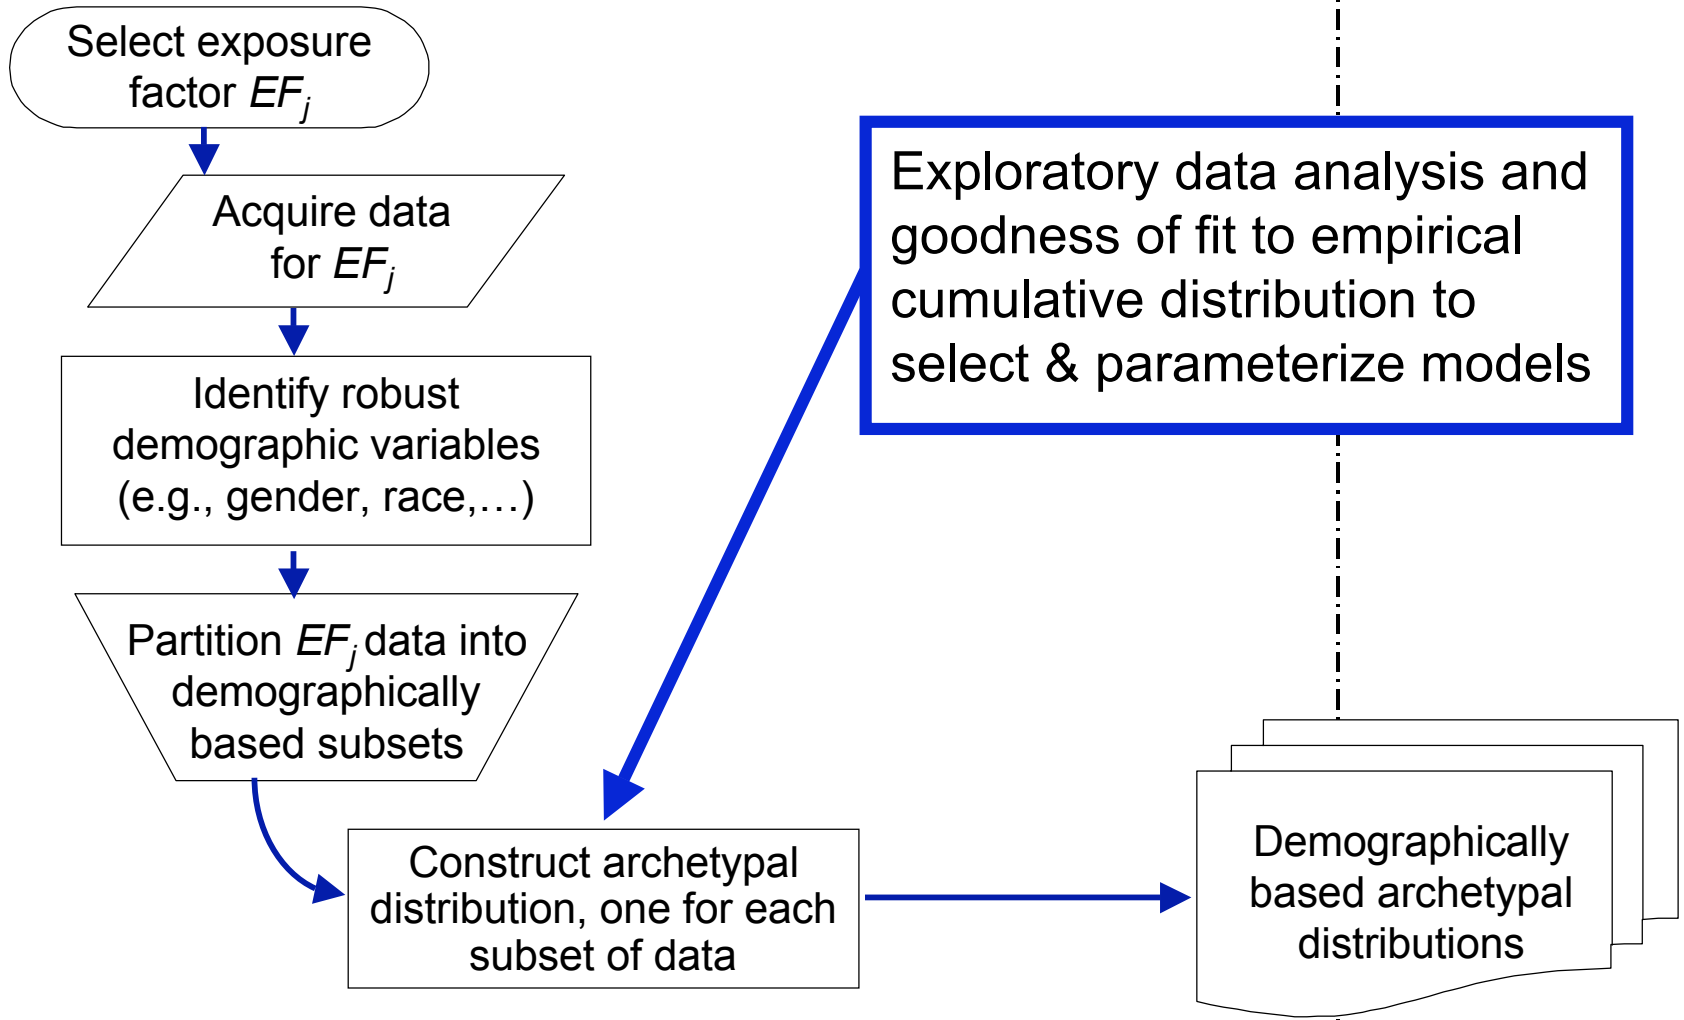 Select exposure
factor EFj
Acquire data
for EFj
Identify robust
demographic variables
(e.g., gender, race,…)
Partition EFj data into
demographically
based subsets
Exploratory data analysis and
goodness of fit to empirical
cumulative distribution to
select & parameterize models
Construct archetypal
distribution, one for each
subset of data
Demographically
based archetypal
distributions